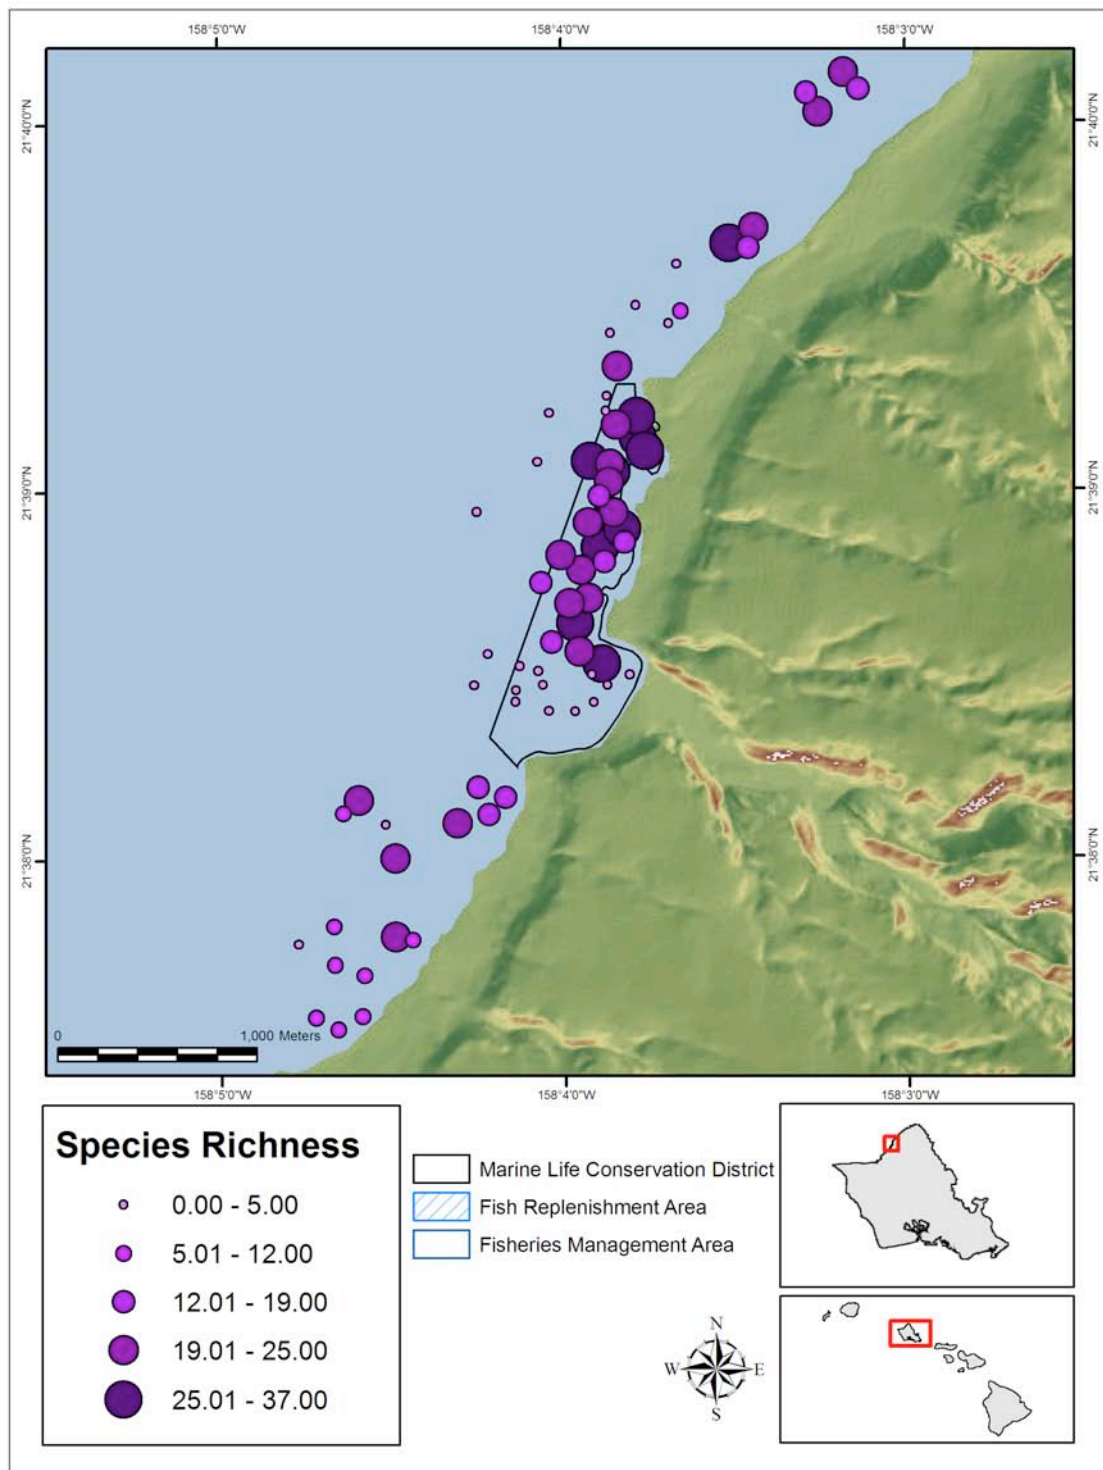 158°5'0"W 158°4'0"W 158°3'0"W
21°40'0"N 21°40'0"N
21°39'0"N 21°39'0"N
21°38'0"N 21°38'0"N
0 1,000 Meters
158°5'0"W 158°4'0"W 158°3'0"W
Species Richness
0.00 - 5.00
5.01 - 12.00
12.01 - 19.00
19.01 - 25.00
25.01 - 37.00
Marine Life Conservation District
Fish Replenishment Area
Fisheries Management Area
N
W E
S